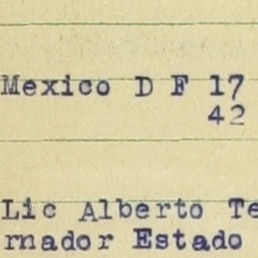 Mexico D F 17
42
Lic Alberto Te
rnador Estado